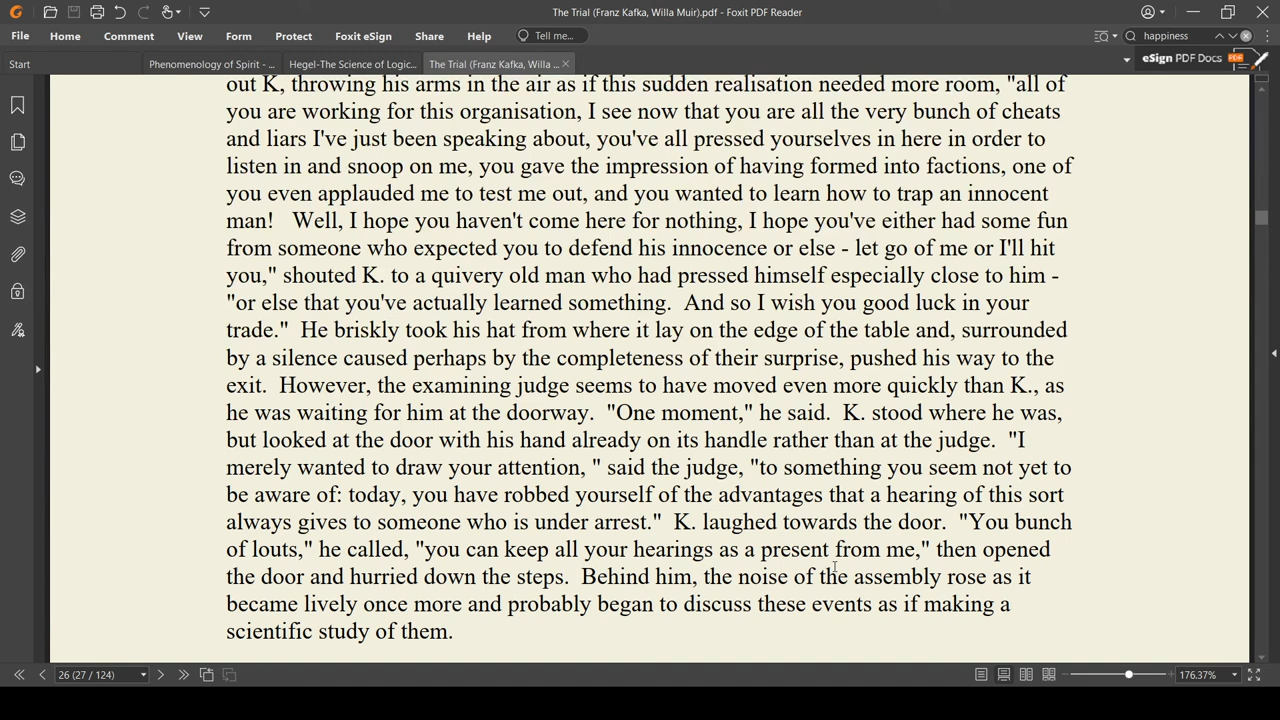 The Trial (Franz Kafka, Willa Muir).pdf - Foxit PDF Reader
File Home Comment View Form Protect Foxit eSign Share Help Tell me... happiness
Start Phenomenology of Spirit - ... Hegel-The Science of Logic... The Trial (Franz Kafka, Willa ... eSign PDF Docs PDF
out K, throwing his arms in the air as if this sudden realisation needed more room, "all of
you are working for this organisation, I see now that you are all the very bunch of cheats
and liars I've just been speaking about, you've all pressed yourselves in here in order to
listen in and snoop on me, you gave the impression of having formed into factions, one of
you even applauded me to test me out, and you wanted to learn how to trap an innocent
man!   Well, I hope you haven't come here for nothing, I hope you've either had some fun
from someone who expected you to defend his innocence or else - let go of me or I'll hit
you," shouted K. to a quivery old man who had pressed himself especially close to him -
"or else that you've actually learned something.  And so I wish you good luck in your
trade."  He briskly took his hat from where it lay on the edge of the table and, surrounded
by a silence caused perhaps by the completeness of their surprise, pushed his way to the
exit.  However, the examining judge seems to have moved even more quickly than K., as
he was waiting for him at the doorway.  "One moment," he said.  K. stood where he was,
but looked at the door with his hand already on its handle rather than at the judge.  "I
merely wanted to draw your attention, " said the judge, "to something you seem not yet to
be aware of: today, you have robbed yourself of the advantages that a hearing of this sort
always gives to someone who is under arrest."  K. laughed towards the door.  "You bunch
of louts," he called, "you can keep all your hearings as a present from me," then opened
the door and hurried down the steps.  Behind him, the noise of the assembly rose as it
became lively once more and probably began to discuss these events as if making a
scientific study of them.
26 (27 / 124) 176.37%